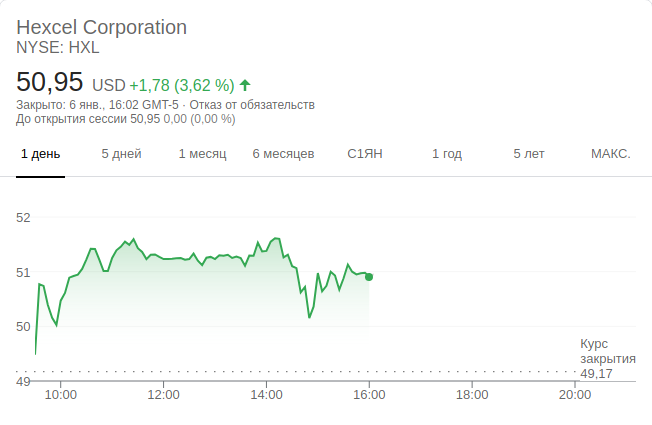 Hexcel Corporation
NYSE: HXL
50,95 USD +1,78 (3,62 %)
Закрыто: 6 янв., 16:02 GMT-5 · Отказ от обязательств
До открытия сессии 50,95 0,00 (0,00 %)
1 день 5 дней 1 месяц 6 месяцев С1ЯН 1 год 5 лет МАКС.
52
51
50
Курс
закрытия
49,17
49
10:00 12:00 14:00 16:00 18:00 20:00